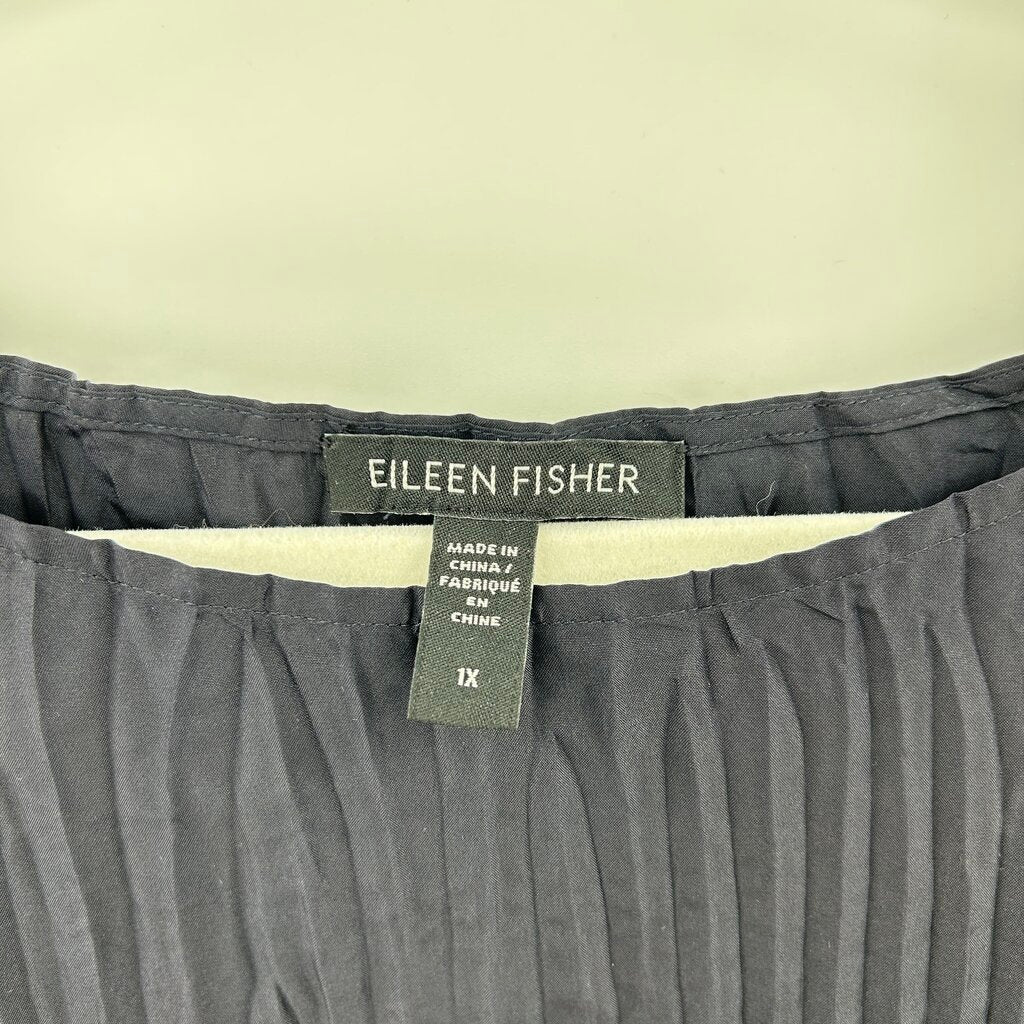 EILEEN FISHER
MADE IN
CHINA /
FABRIQUÉ
EN
CHINE
1X